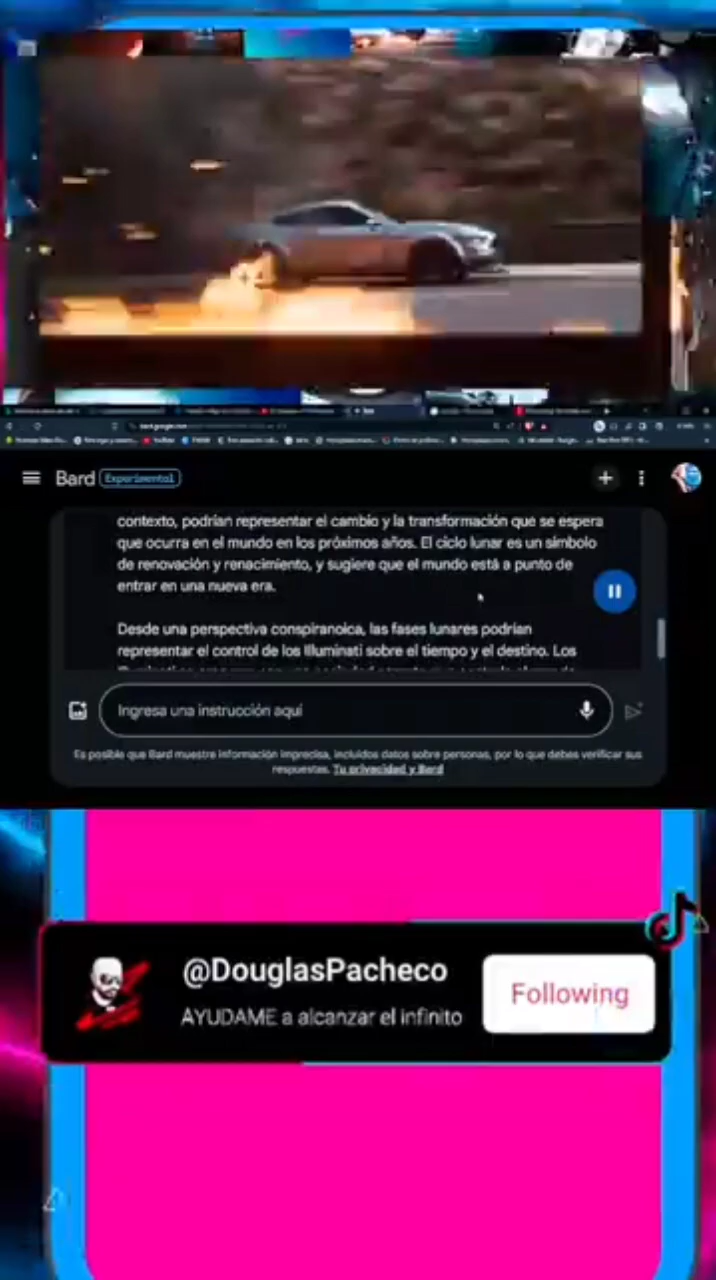 Bard Experimental
contexto, podrían representar el cambio y la transformación que se espera
que ocurra en el mundo en los próximos años. El ciclo lunar es un símbolo
de renovación y renacimiento, y sugiere que el mundo está a punto de
entrar en una nueva era.
Desde una perspectiva conspiranoica, las fases lunares podrían
representar el control de los Illuminati sobre el tiempo y el destino. Los
Ingresa una instrucción aquí
Es posible que Bard muestre información imprecisa, incluidos datos sobre personas, por lo que debes verificar sus
respuestas. Tu privacidad y Bard
@DouglasPacheco
AYUDAME a alcanzar el infinito
Following